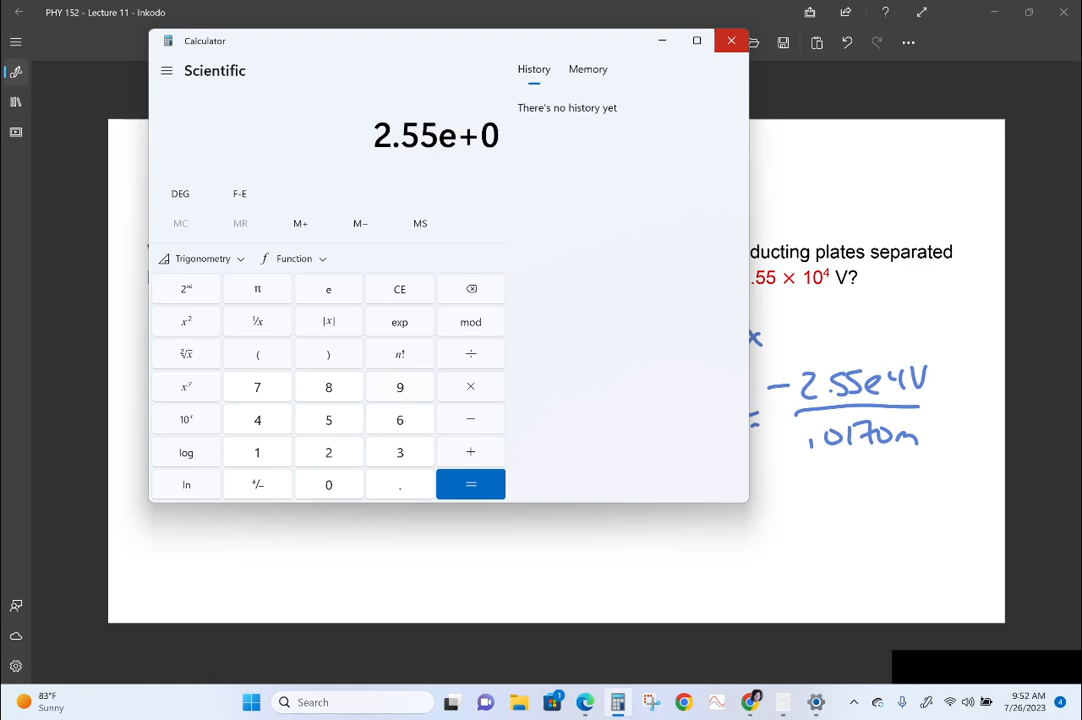 PHY 152 - Lecture 11 - Inkodo
Calculator
Scientific
History
Memory
There's no history yet
2.55e+0
DEG
F-E
MC
MR
M+
M−
MS
Trigonometry
f Function
π
e
CE
x²
¹/x
|x|
exp
mod
²√x
(
)
n!
÷
xʸ
7
8
9
×
10ˣ
4
5
6
−
log
1
2
3
+
ln
+/−
0
.
=
ducting plates separated
.55 × 10⁴ V?
x
= −2.55e4V
.0170m
83°F
Sunny
Search
1
9:52 AM
7/26/2023
4